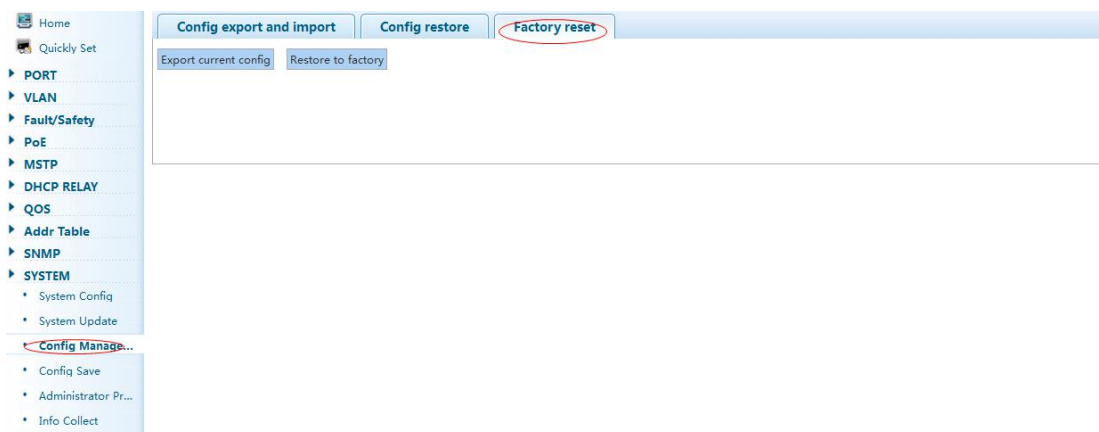 Home
Quickly Set
PORT
VLAN
Fault/Safety
PoE
MSTP
DHCP RELAY
QOS
Addr Table
SNMP
SYSTEM
System Config
System Update
Config Manage...
Config Save
Administrator Pr...
Info Collect
Config export and import Config restore Factory reset
Export current config Restore to factory